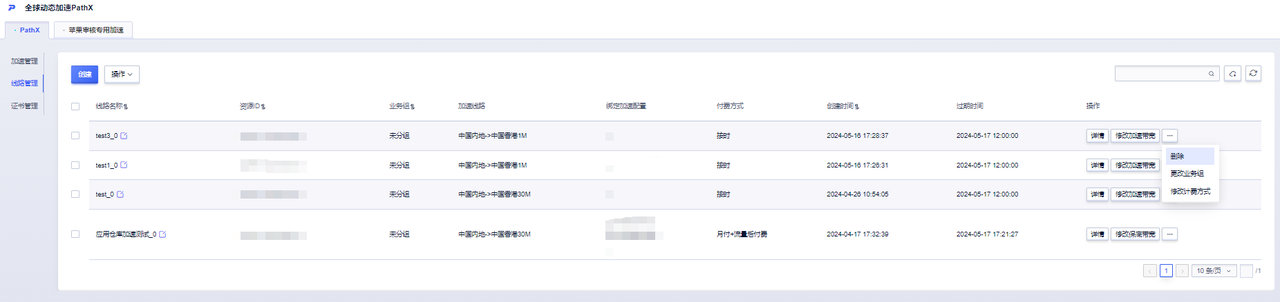 全球动态加速PathX
PathX 苹果审核专用加速
加速管理
线路管理
证书管理
创建 操作
线路名称 资源ID 业务组 加速线路 绑定加速配置 付费方式 创建时间 过期时间 操作
test3_0 未分组 中国内地->中国香港1M 按时 2024-05-16 17:28:37 2024-05-17 12:00:00 详情 修改加速带宽 ...
test1_0 未分组 中国内地->中国香港1M 按时 2024-05-16 17:26:31 2024-05-17 12:00:00 详情 修改加速带宽
test_0 未分组 中国内地->中国香港30M 按时 2024-04-26 10:54:05 2024-05-17 12:00:00 详情 修改加速带宽
应用仓库加速测试_0 未分组 中国内地->中国香港30M 月付+流量后付费 2024-04-17 17:32:39 2024-05-17 17:21:27 详情 修改保底带宽 ...
删除
更改业务组
修改计费方式
1 10 条/页 /1